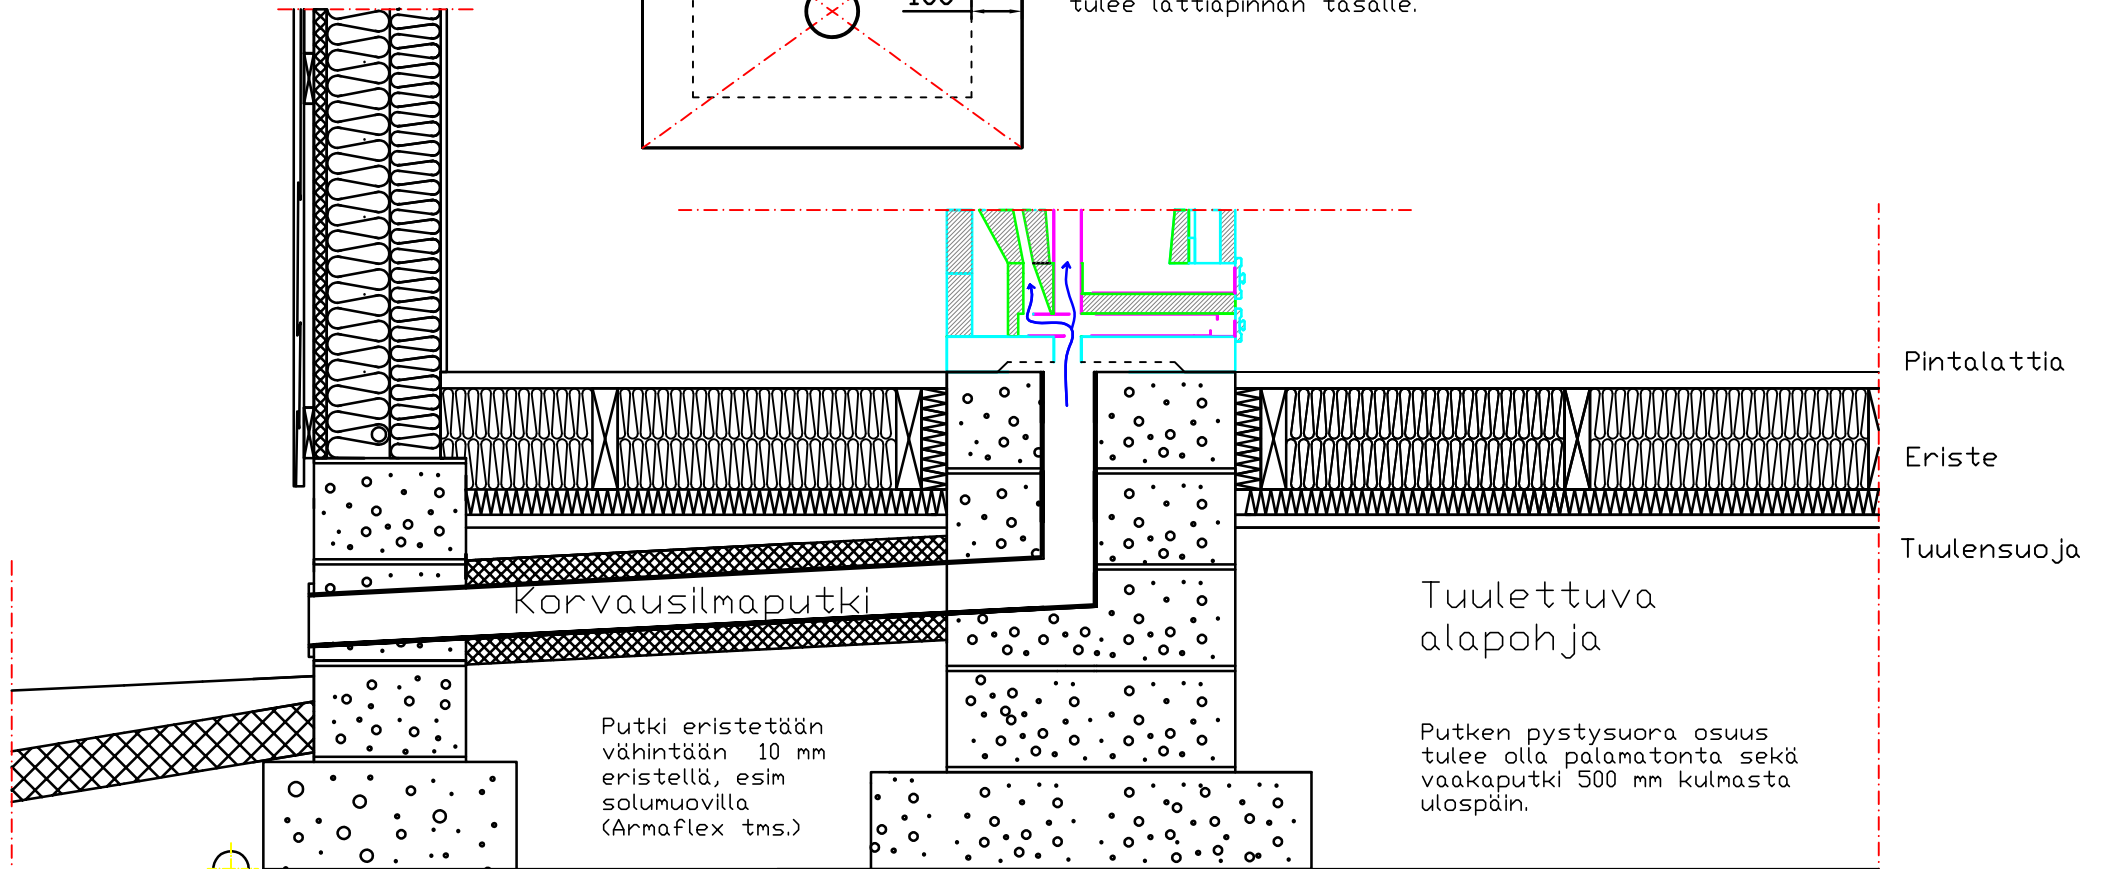 100
tulee lattiapinnan tasalle.
Pintalattia
Eriste
Tuulensuoja
Korvausilmaputki
Tuulettuva
alapohja
Putki eristetään
vähintään 10 mm
eristellä, esim
solumuovilla
(Armaflex tms.)
Putken pystysuora osuus
tulee olla palamatonta sekä
vaakaputki 500 mm kulmasta
ulospäin.